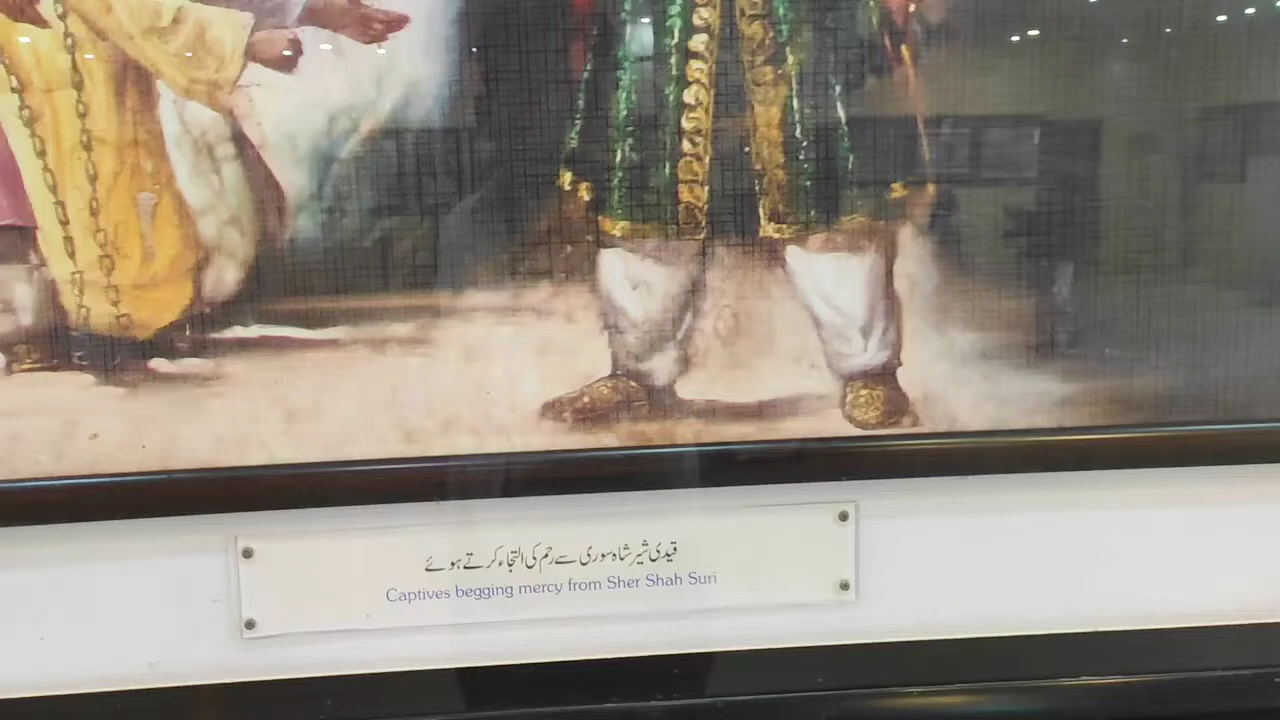 قیدی شیر شاہ سوری سے رحم کی التجاء کرتے ہوئے
Captives begging mercy from Sher Shah Suri